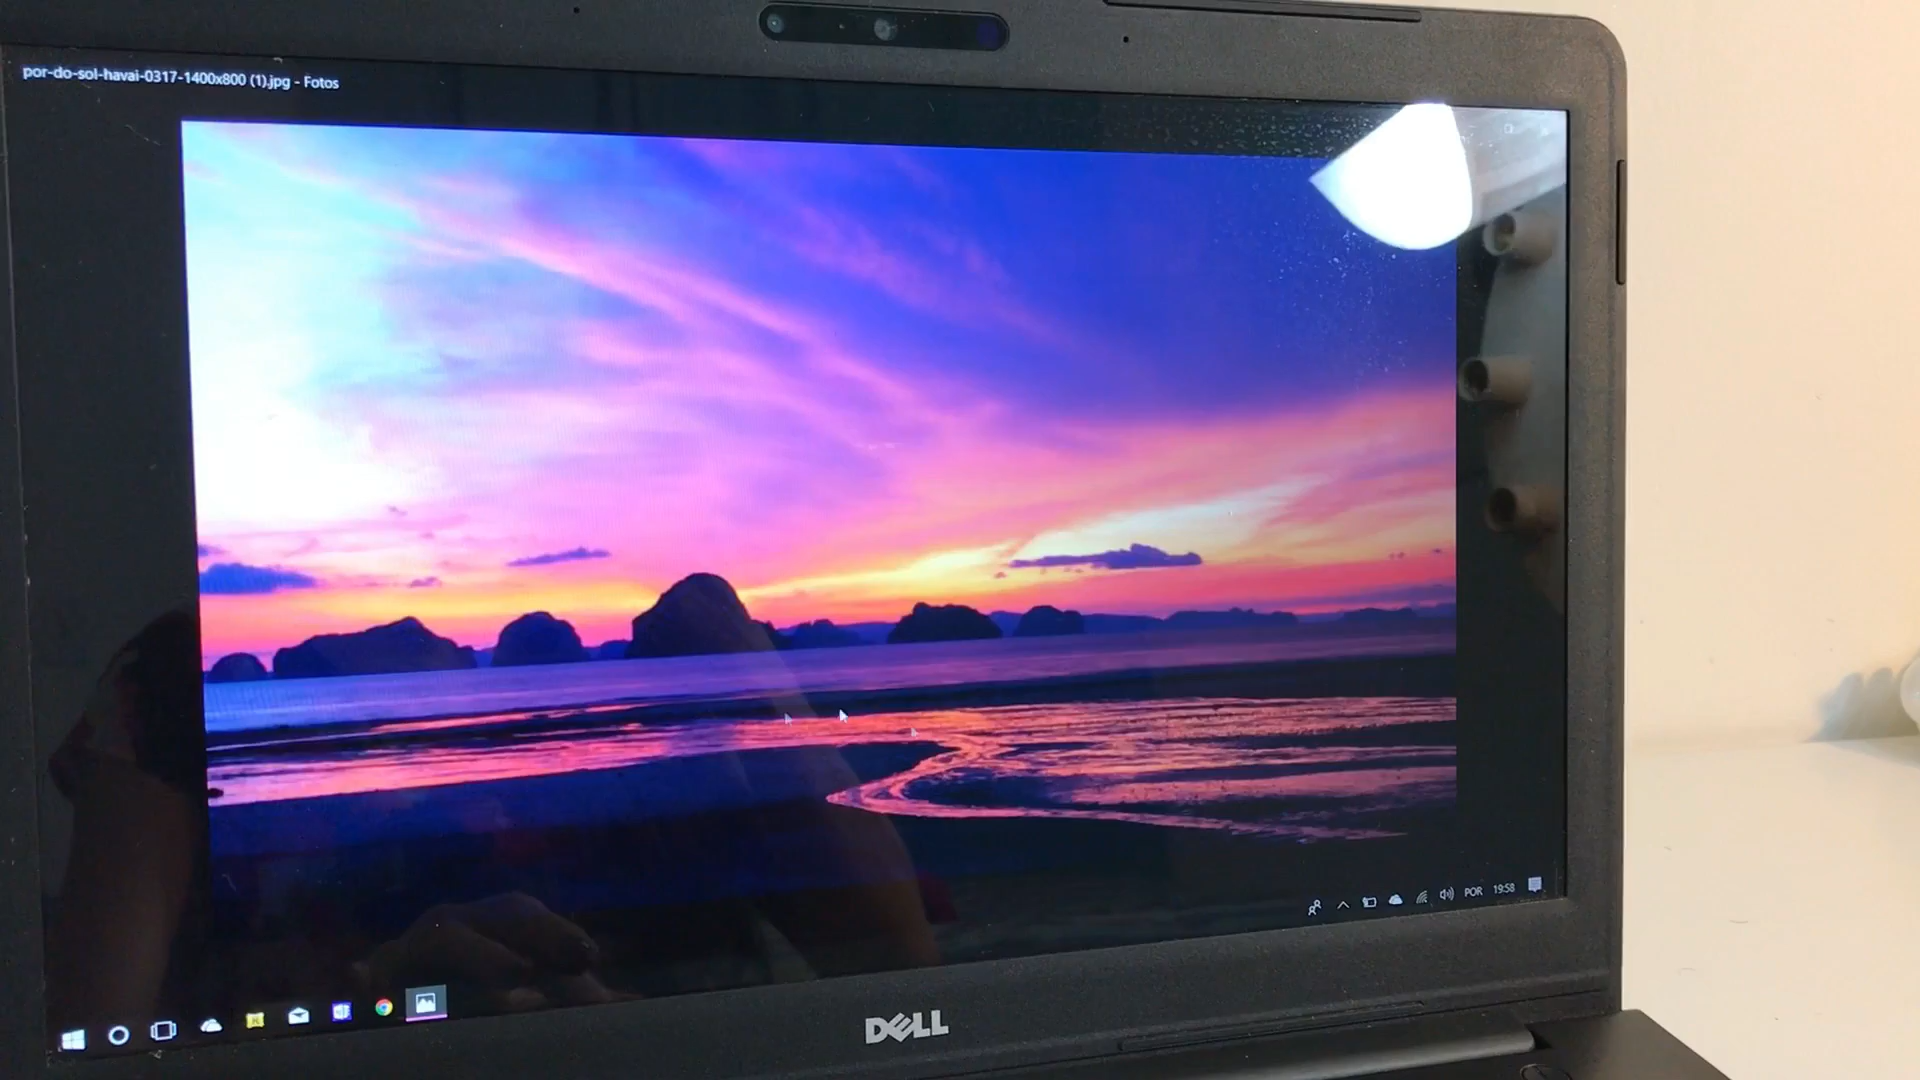 por-do-sol-havai-0317-1400x800 (1).jpg - Fotos
POR 19:58
DELL